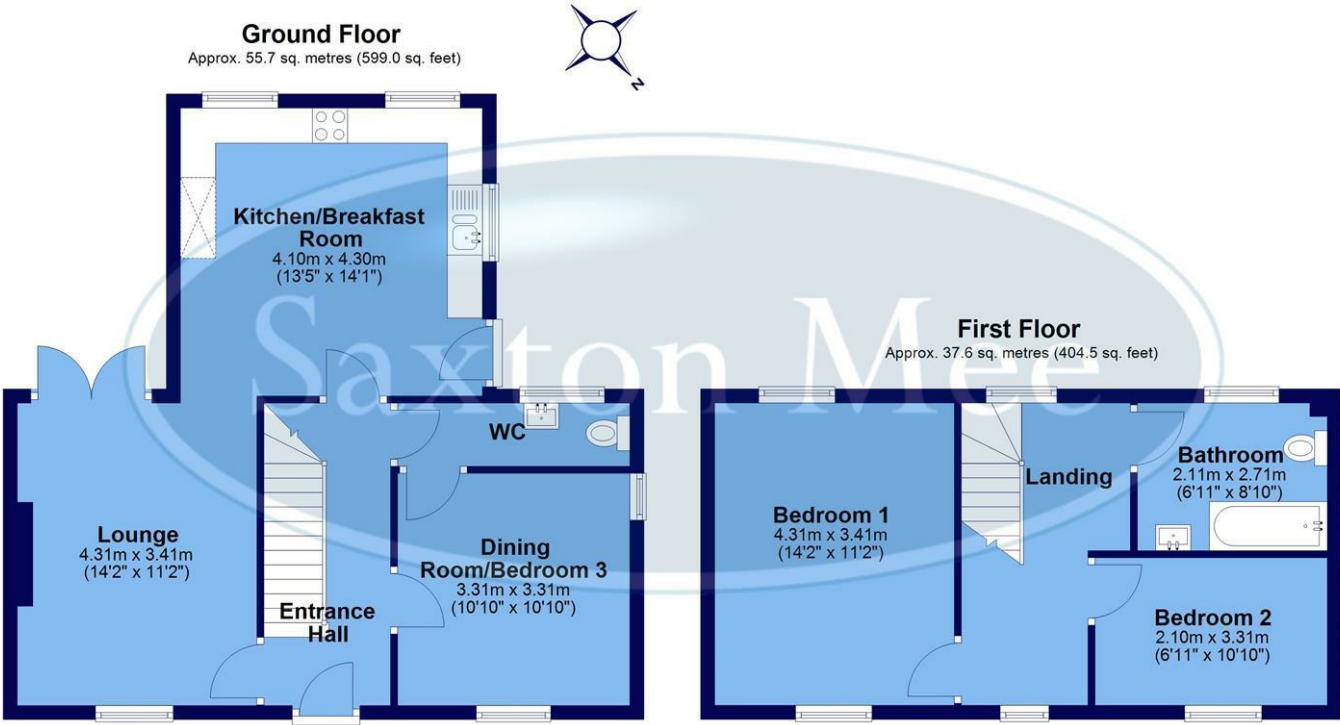 Ground Floor
Approx. 55.7 sq. metres (599.0 sq. feet)
N
Kitchen/Breakfast
Room
4.10m x 4.30m
(13'5" x 14'1")
First Floor
Approx. 37.6 sq. metres (404.5 sq. feet)
Saxton Mee
WC
Lounge
4.31m x 3.41m
(14'2" x 11'2")
Dining
Room/Bedroom 3
3.31m x 3.31m
(10'10" x 10'10")
Entrance
Hall
Bedroom 1
4.31m x 3.41m
(14'2" x 11'2")
Landing
Bathroom
2.11m x 2.71m
(6'11" x 8'10")
Bedroom 2
2.10m x 3.31m
(6'11" x 10'10")